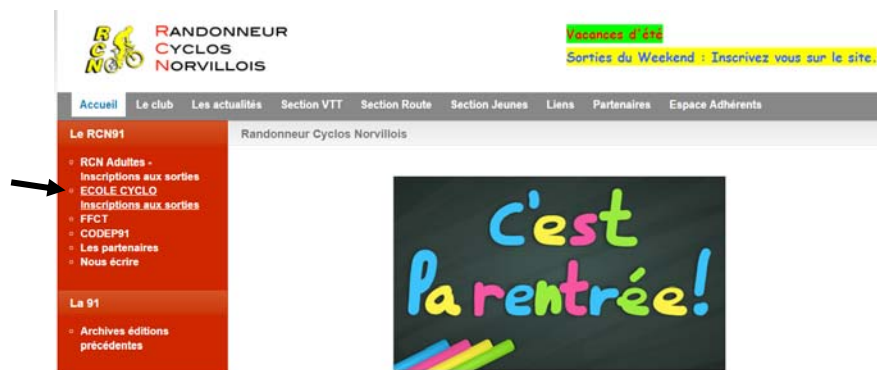 RCN
RANDONNEUR
CYCLOS
NORVILLOIS
Vacances d'été
Sorties du Weekend : Inscrivez vous sur le site.
Accueil Le club Les actualités Section VTT Section Route Section Jeunes Liens Partenaires Espace Adhérents
Le RCN91
Randonneur Cyclos Norvillois
RCN Adultes -
Inscriptions aux sorties
ECOLE CYCLO
Inscriptions aux sorties
FFCT
CODEP91
Les partenaires
Nous écrire
La 91
Archives éditions
précédentes
c'est
la rentrée!